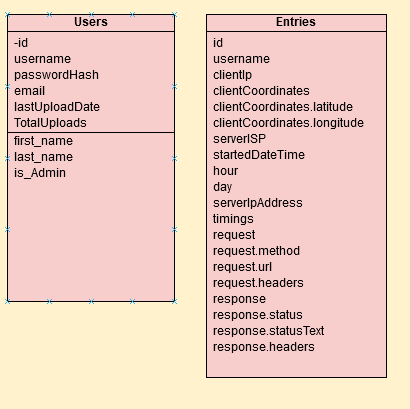 Users
-id
username
passwordHash
email
lastUploadDate
TotalUploads
first_name
last_name
is_Admin
Entries
id
username
clientIp
clientCoordinates
clientCoordinates.latitude
clientCoordinates.longitude
serverISP
startedDateTime
hour
day
serverIpAddress
timings
request
request.method
request.url
request.headers
response
response.status
response.statusText
response.headers